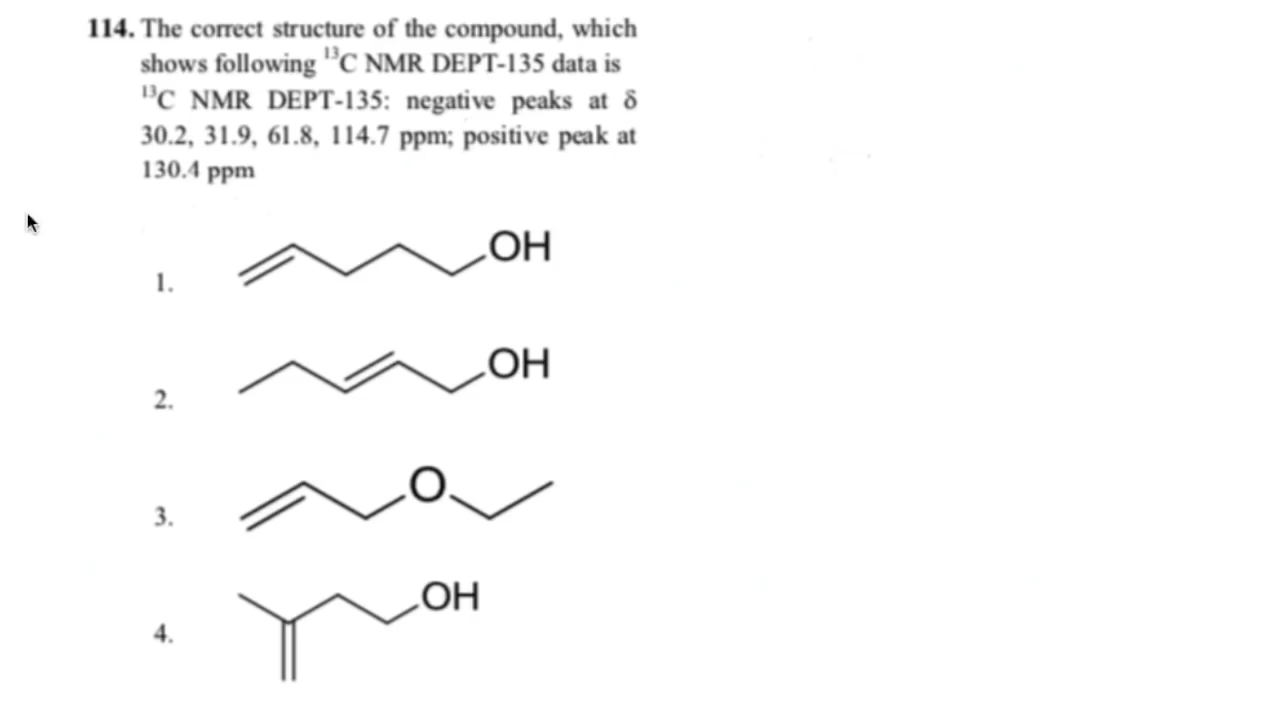 114. The correct structure of the compound, which
shows following ¹³C NMR DEPT-135 data is
¹³C NMR DEPT-135: negative peaks at δ
30.2, 31.9, 61.8, 114.7 ppm; positive peak at
130.4 ppm
OH
1.
OH
2.
O
3.
OH
4.